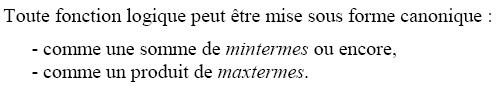 Toute fonction logique peut être mise sous forme canonique :
- comme une somme de mintermes ou encore,
- comme un produit de maxtermes.